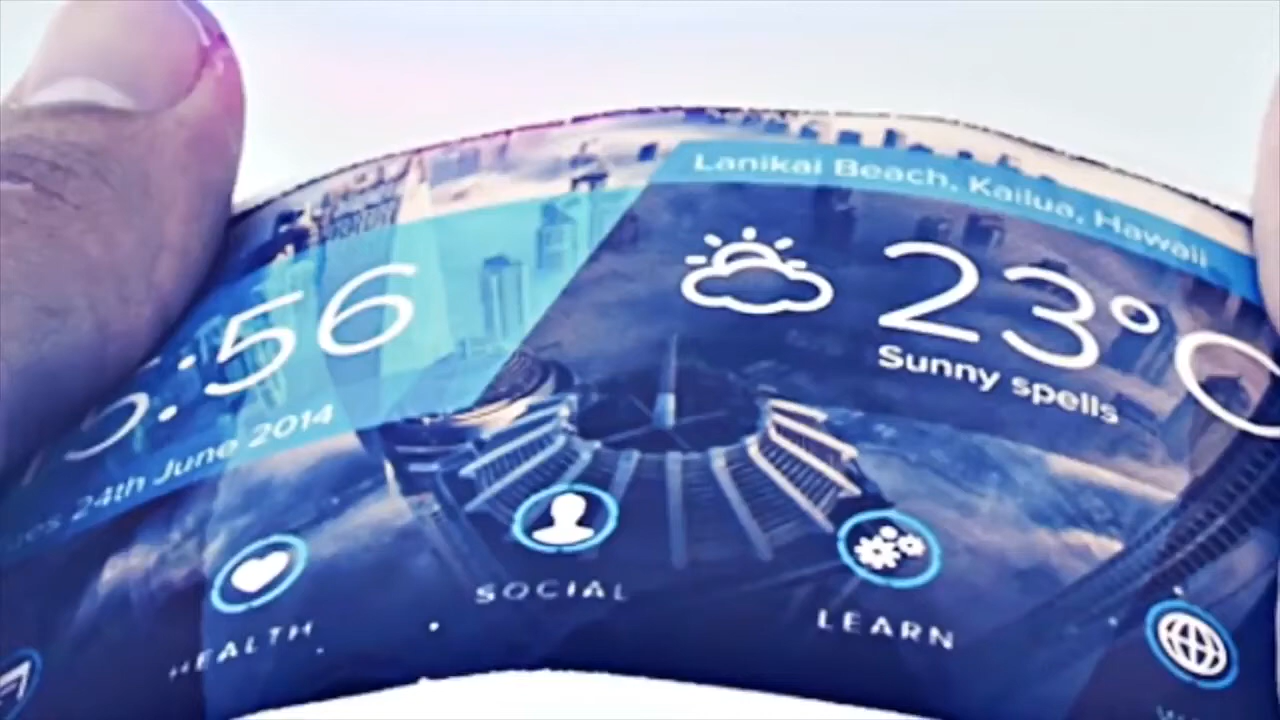 :56
24th June 2014
Lanikai Beach, Kailua, Hawaii
23°C
Sunny spells
HEALTH
SOCIAL
LEARN